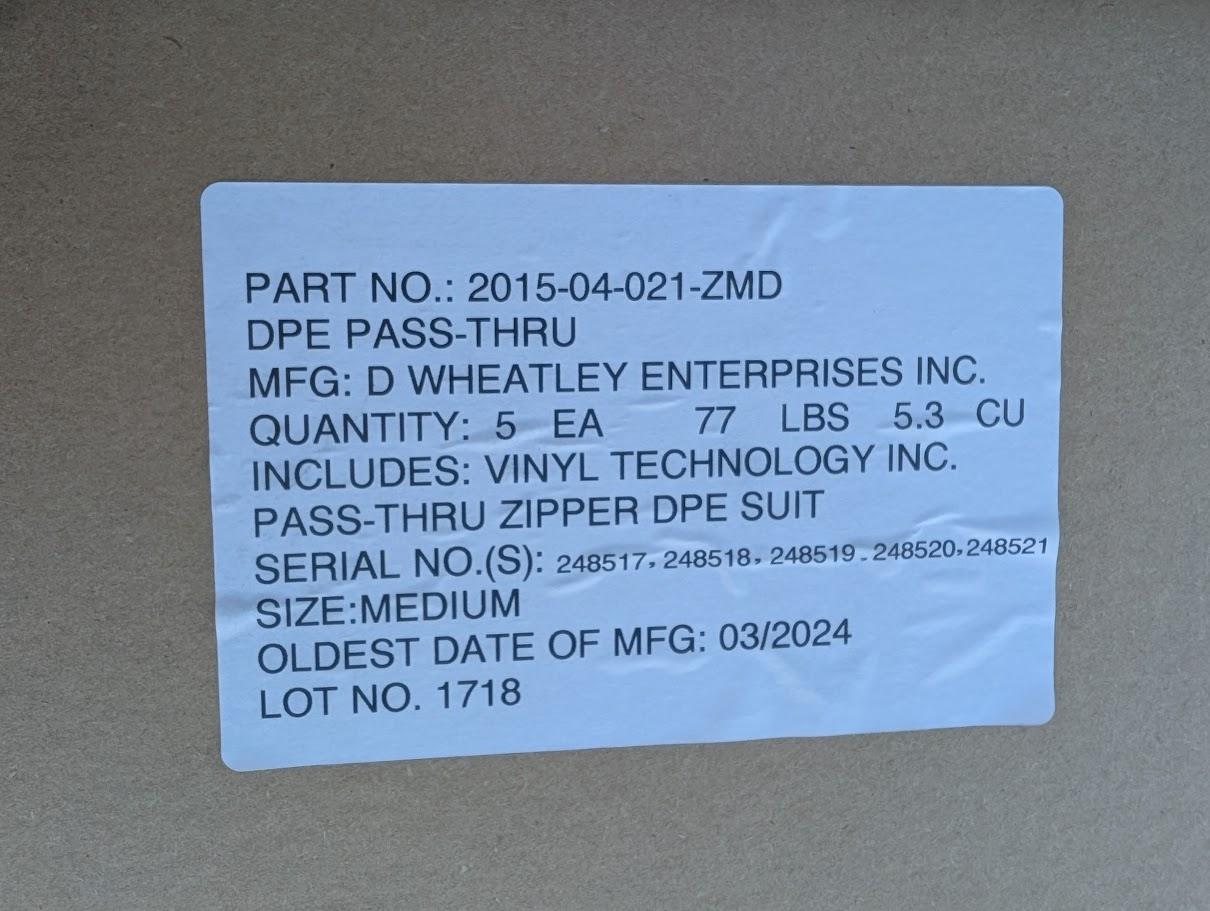 PART NO.: 2015-04-021-ZMD
DPE PASS-THRU
MFG: D WHEATLEY ENTERPRISES INC.
QUANTITY: 5 EA 77 LBS 5.3 CU
INCLUDES: VINYL TECHNOLOGY INC.
PASS-THRU ZIPPER DPE SUIT
SERIAL NO.(S): 248517, 248518, 248519. 248520,248521
SIZE:MEDIUM
OLDEST DATE OF MFG: 03/2024
LOT NO. 1718